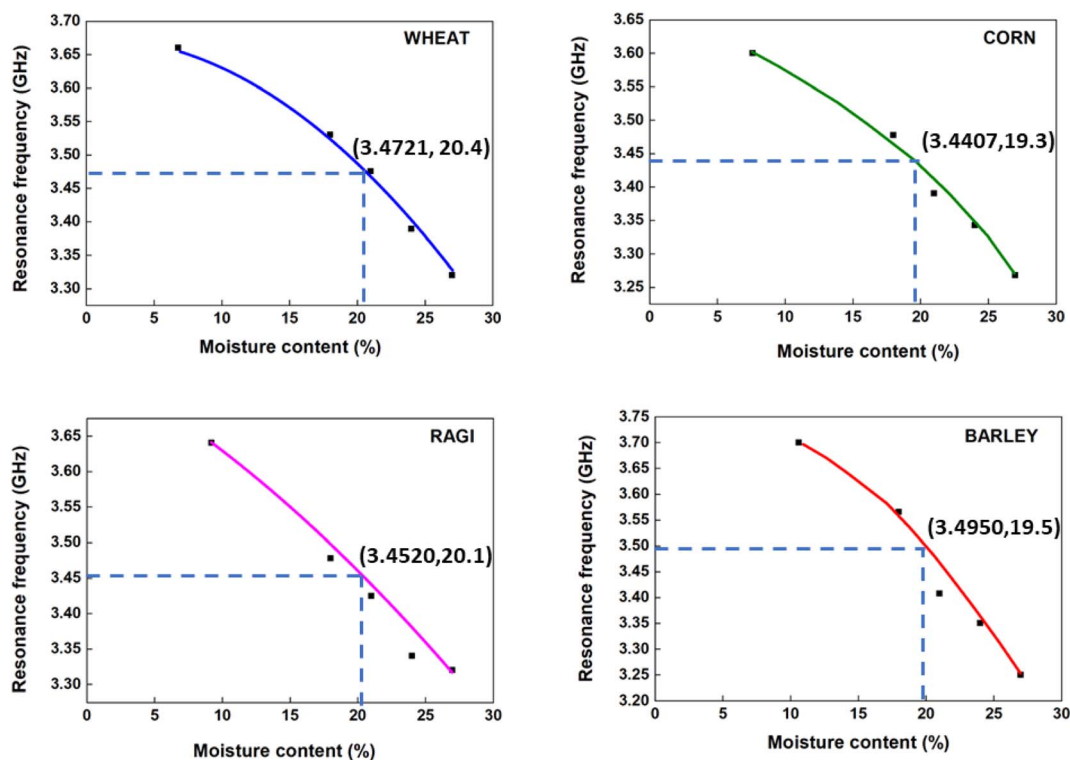 WHEAT
(3.4721, 20.4)
Resonance frequency (GHz)
3.70
3.65
3.60
3.55
3.50
3.45
3.40
3.35
3.30
0 5 10 15 20 25 30
Moisture content (%)
CORN
(3.4407,19.3)
Resonance frequency (GHz)
3.65
3.60
3.55
3.50
3.45
3.40
3.35
3.30
3.25
0 5 10 15 20 25 30
Moisture content (%)
RAGI
(3.4520,20.1)
Resonance frequency (GHz)
3.65
3.60
3.55
3.50
3.45
3.40
3.35
3.30
0 5 10 15 20 25 30
Moisture content (%)
BARLEY
(3.4950,19.5)
Resonance frequency (GHz)
3.75
3.70
3.65
3.60
3.55
3.50
3.45
3.40
3.35
3.30
3.25
3.20
0 5 10 15 20 25 30
Moisture content (%)